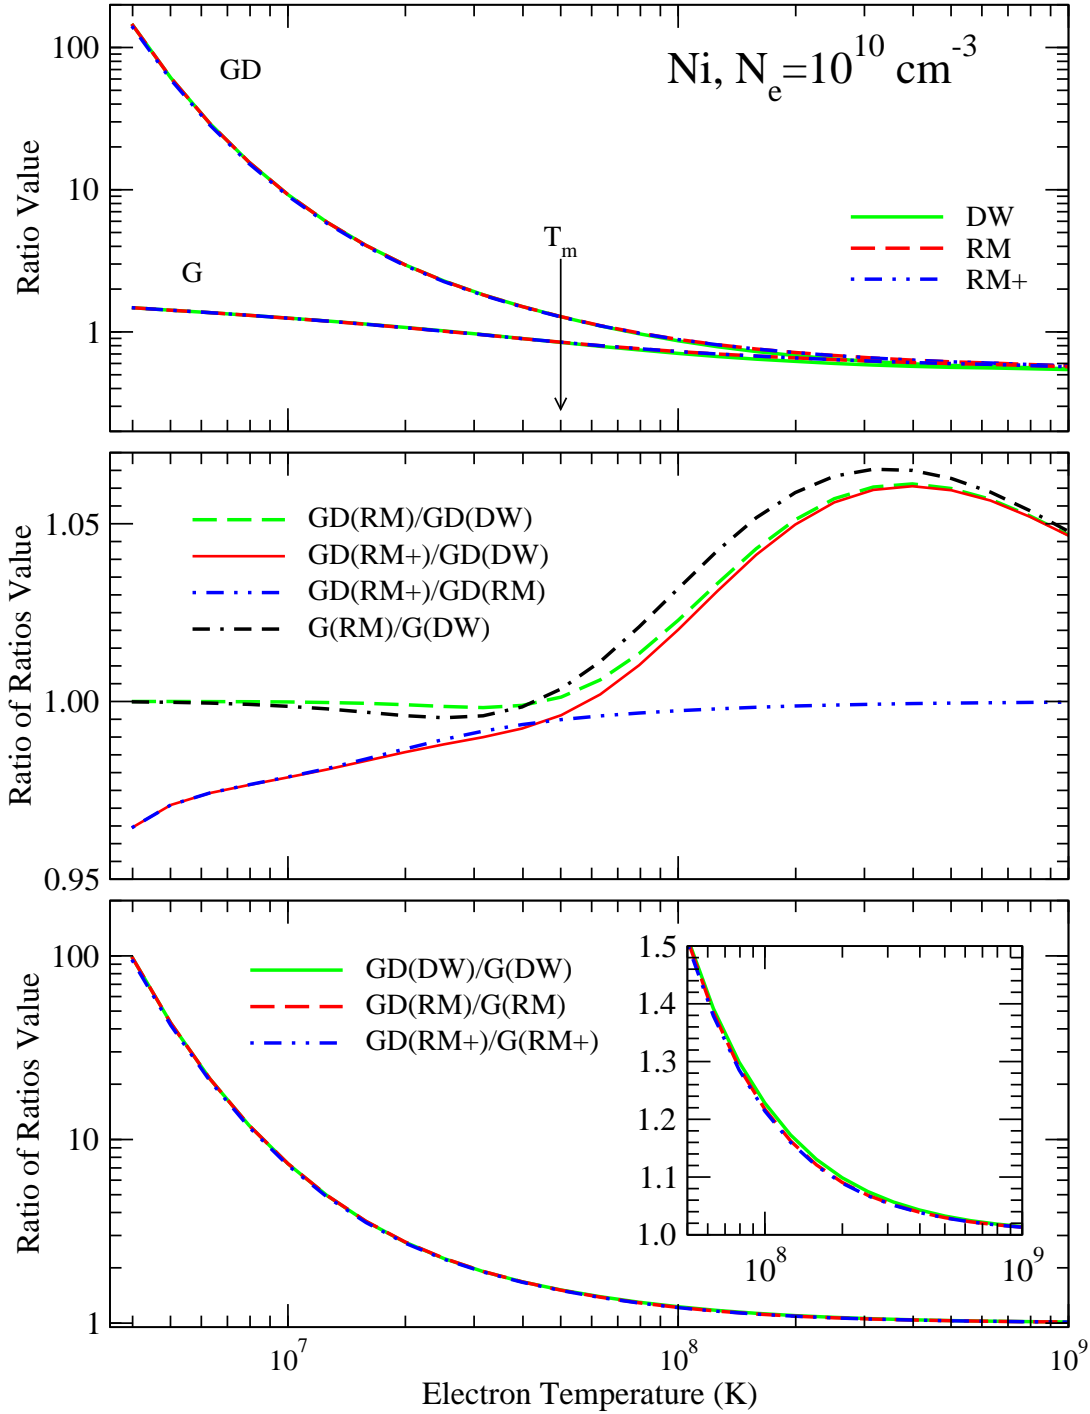 Ni, N_e=10^10 cm^-3
100
10
1
Ratio Value
GD
G
T_m
DW
RM
RM+
1.05
1.00
0.95
Ratio of Ratios Value
GD(RM)/GD(DW)
GD(RM+)/GD(DW)
GD(RM+)/GD(RM)
G(RM)/G(DW)
100
10
1
Ratio of Ratios Value
GD(DW)/G(DW)
GD(RM)/G(RM)
GD(RM+)/G(RM+)
1.5
1.4
1.3
1.2
1.1
1.0
10^8
10^9
10^7
10^8
10^9
Electron Temperature (K)